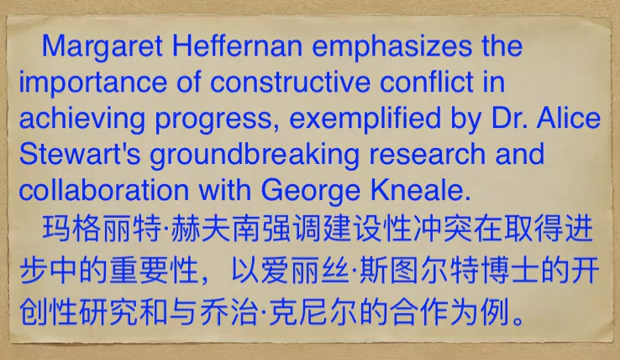 Margaret Heffernan emphasizes the
importance of constructive conflict in
achieving progress, exemplified by Dr. Alice
Stewart's groundbreaking research and
collaboration with George Kneale.
玛格丽特·赫夫南强调建设性冲突在取得进
步中的重要性，以爱丽丝·斯图尔特博士的开
创性研究和与乔治·克尼尔的合作为例。